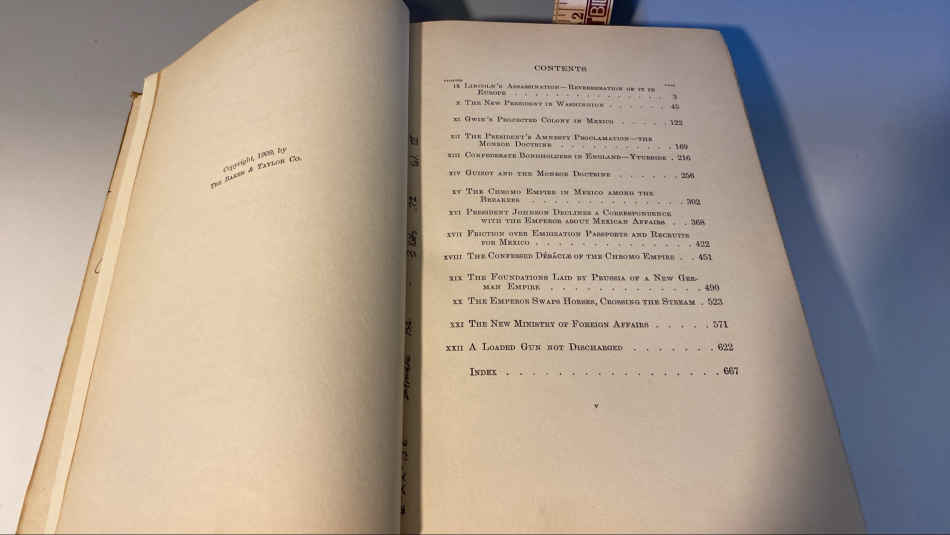 Copyright, 1909, by
The Baker & Taylor Co.
2
CONTENTS
CHAPTER PAGE
IX Lincoln's Assassination—Reverberation of it in
Europe . . . . . . . . . . . . . . . 3
X The New President in Washington . . . . . . 45
XI Gwin's Projected Colony in Mexico . . . . . 122
XII The President's Amnesty Proclamation—the
Monroe Doctrine . . . . . . . . . . . 169
XIII Confederate Bondholders in England—Yturbide . 216
XIV Guizot and the Monroe Doctrine . . . . . . 256
XV The Chromo Empire in Mexico among the
Breakers . . . . . . . . . . . . . . 302
XVI President Johnson Declines a Correspondence
with the Emperor about Mexican Affairs . . 368
XVII Friction over Emigration Passports and Recruits
for Mexico . . . . . . . . . . . . . . 422
XVIII The Confessed Débâcle of the Chromo Empire . . 451
XIX The Foundations Laid by Prussia of a New Ger-
man Empire . . . . . . . . . . . . 490
XX The Emperor Swaps Horses, Crossing the Stream . 523
XXI The New Ministry of Foreign Affairs . . . . . 571
XXII A Loaded Gun not Discharged . . . . . . . 622
Index . . . . . . . . . . . . . . . . . 667
v